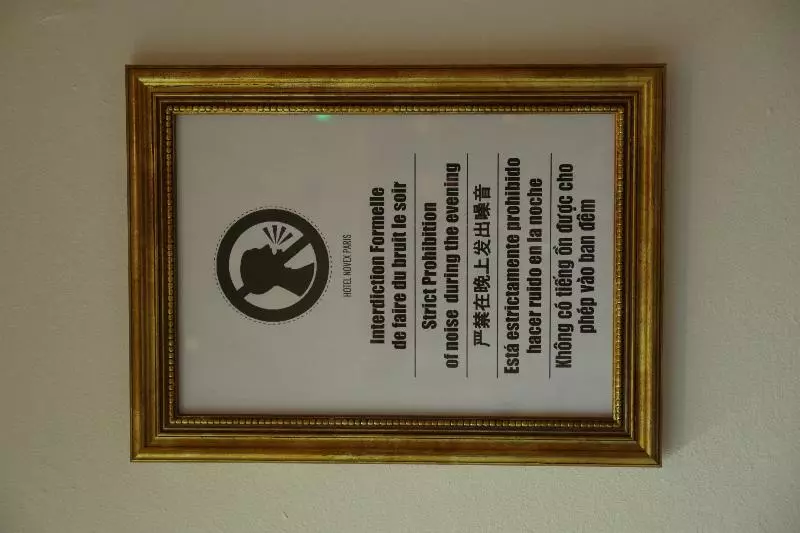 HOTEL NOVEX PARIS
Interdiction Formelle
de faire du bruit le soir
Strict Prohibition
of noise during the evening
严禁在晚上发出噪音
Está estrictamente prohibido
hacer ruido en la noche
Không có tiếng ồn được cho
phép vào ban đêm